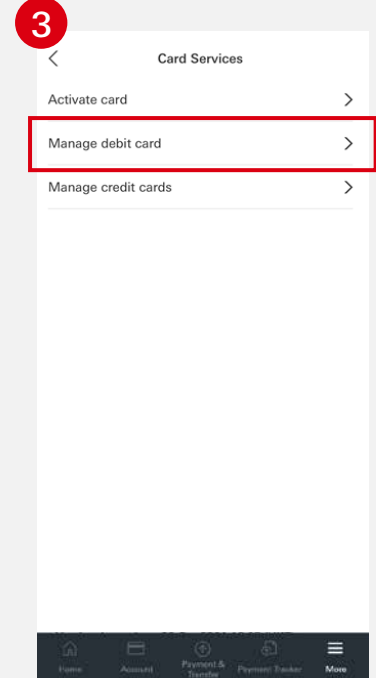 3
Card Services
Activate card
Manage debit card
Manage credit cards
Home
Account
Payment &
Transfer
Payment Tracker
More